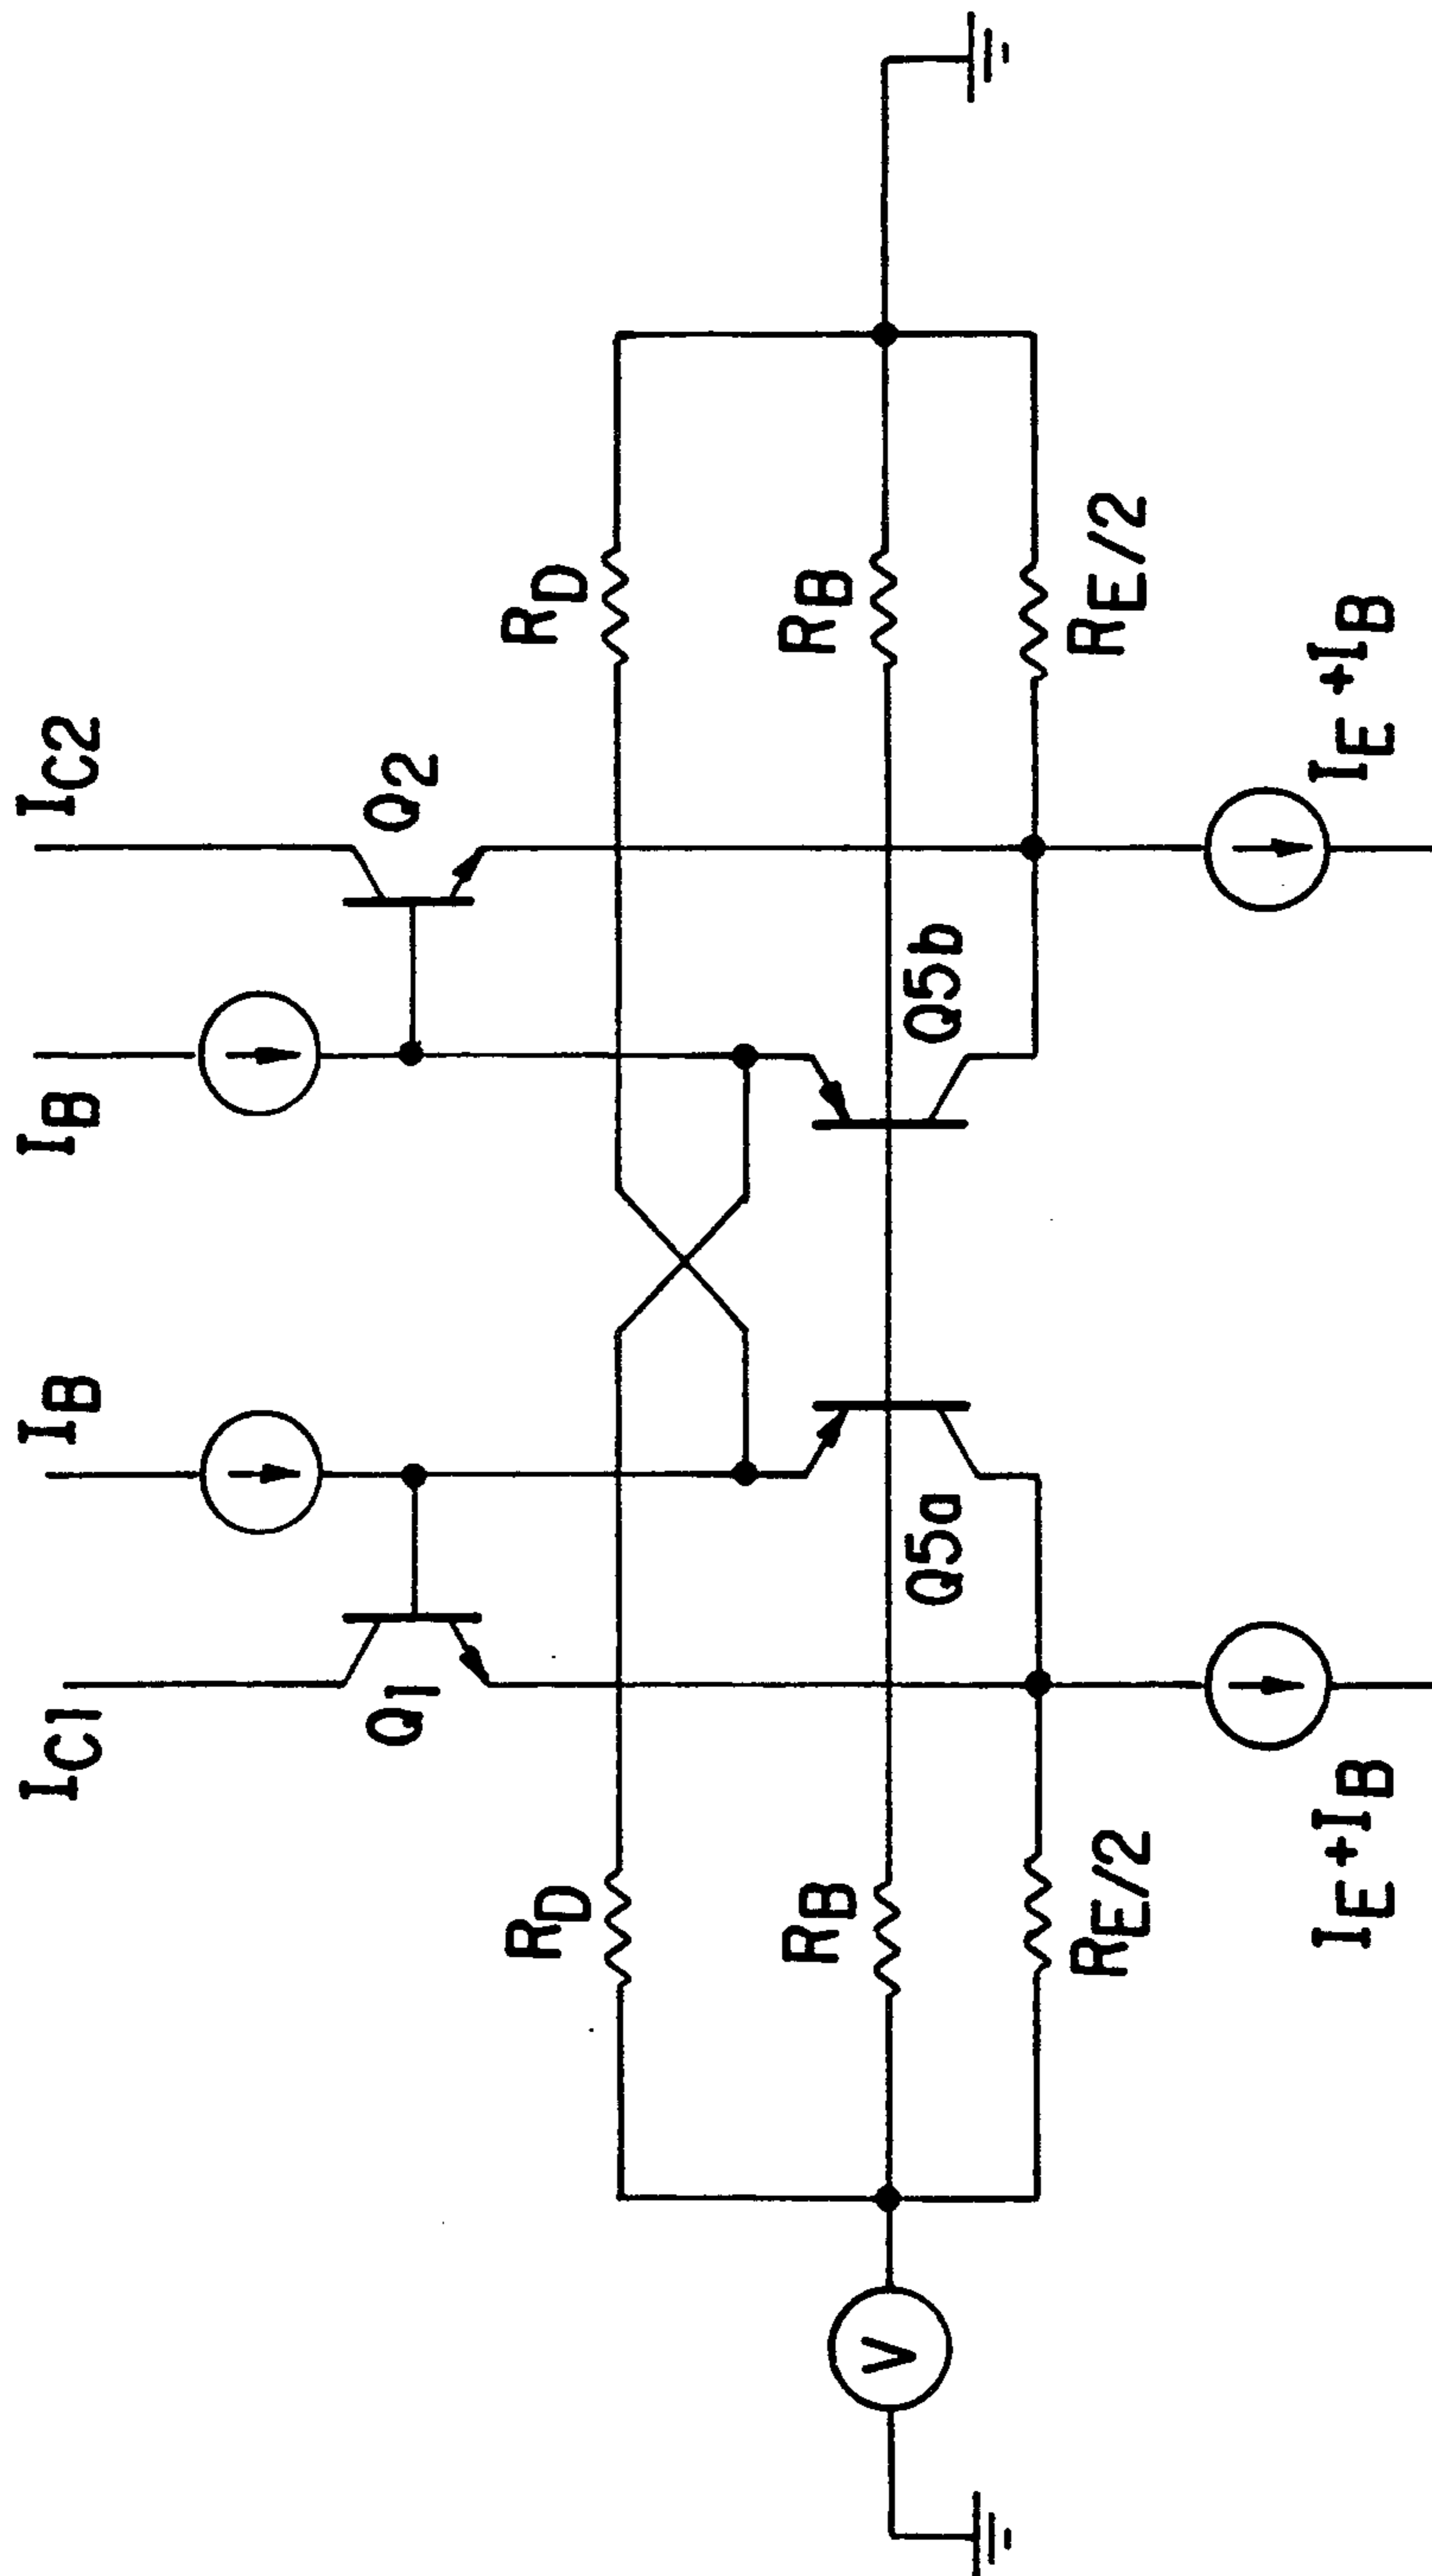 IC1 IB IB IC2
Q1 Q2
RD RD
RB RB
V
Q5a Q5b
RE/2 RE/2
IE+IB IE+IB